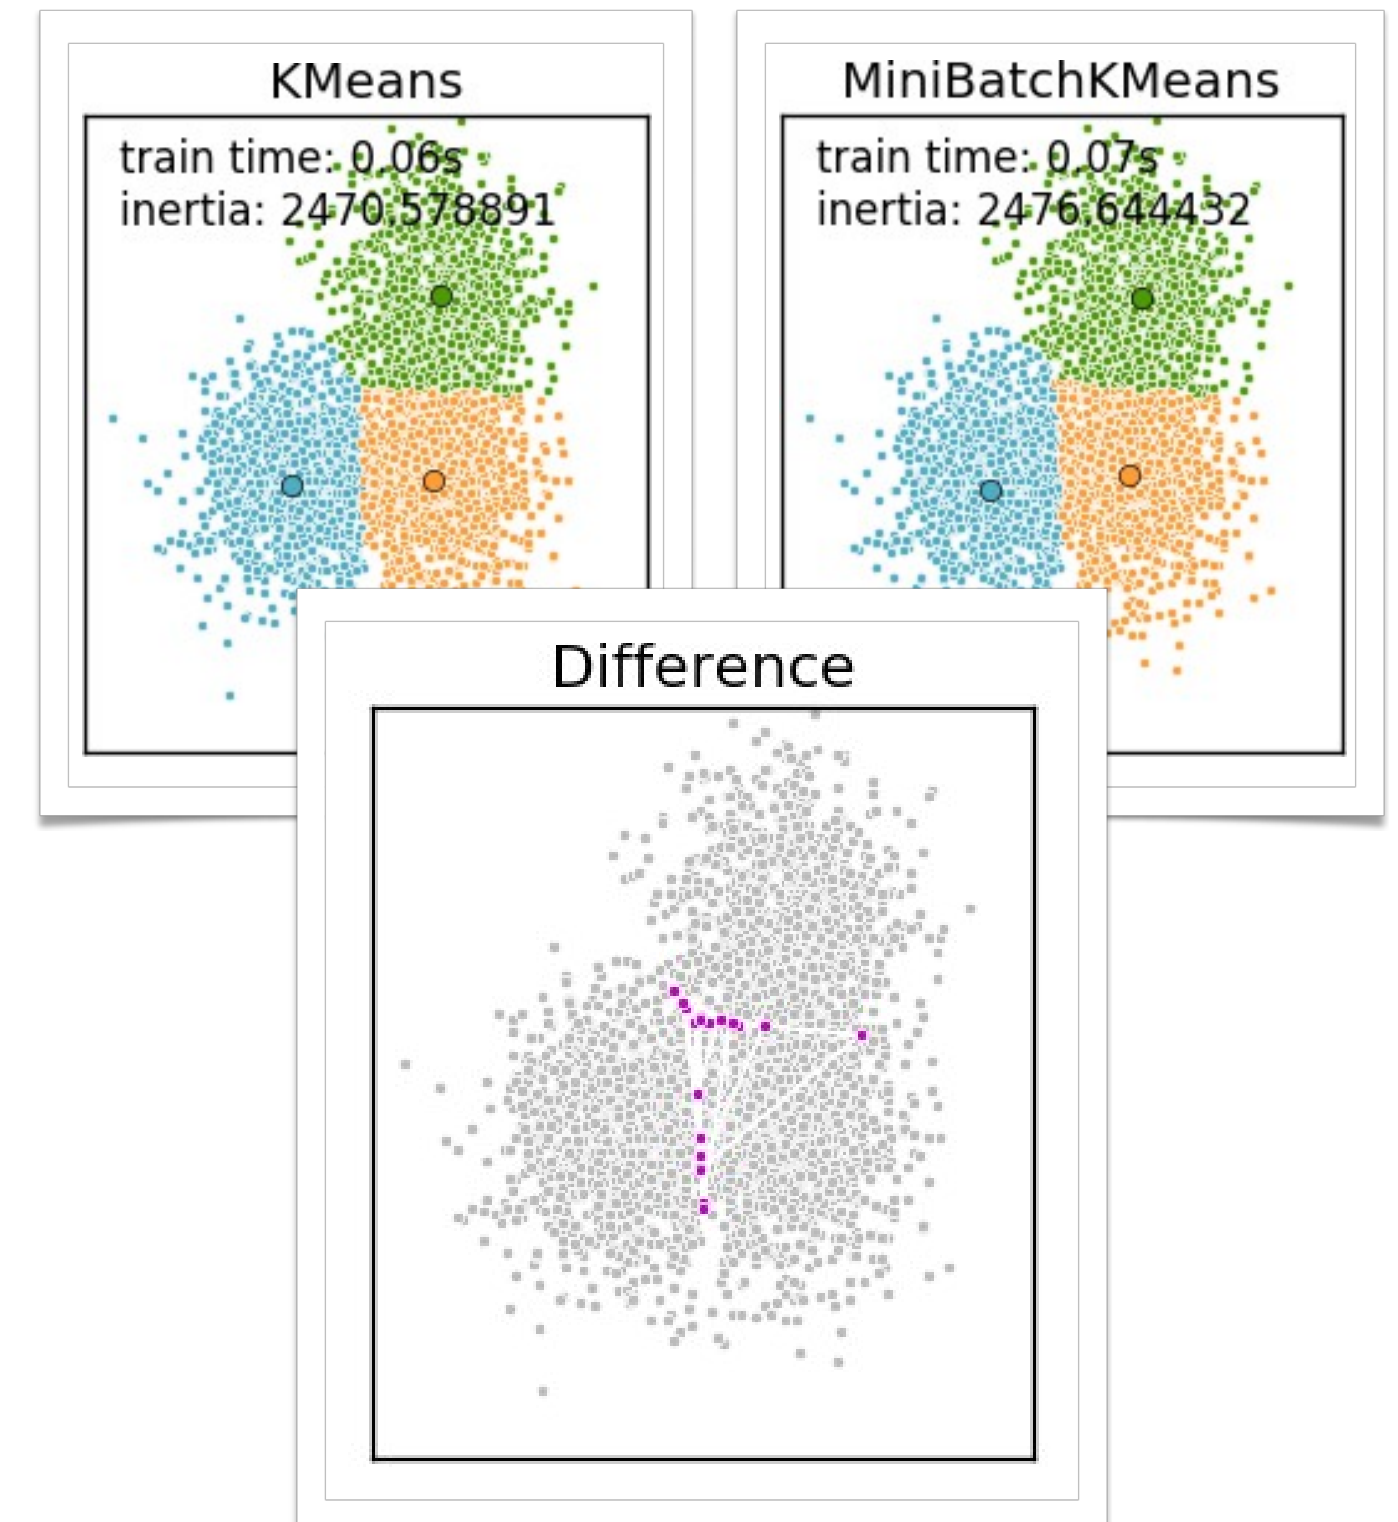 KMeans
train time: 0.06s
inertia: 2470.578891
MiniBatchKMeans
train time: 0.07s
inertia: 2476.644432
Difference